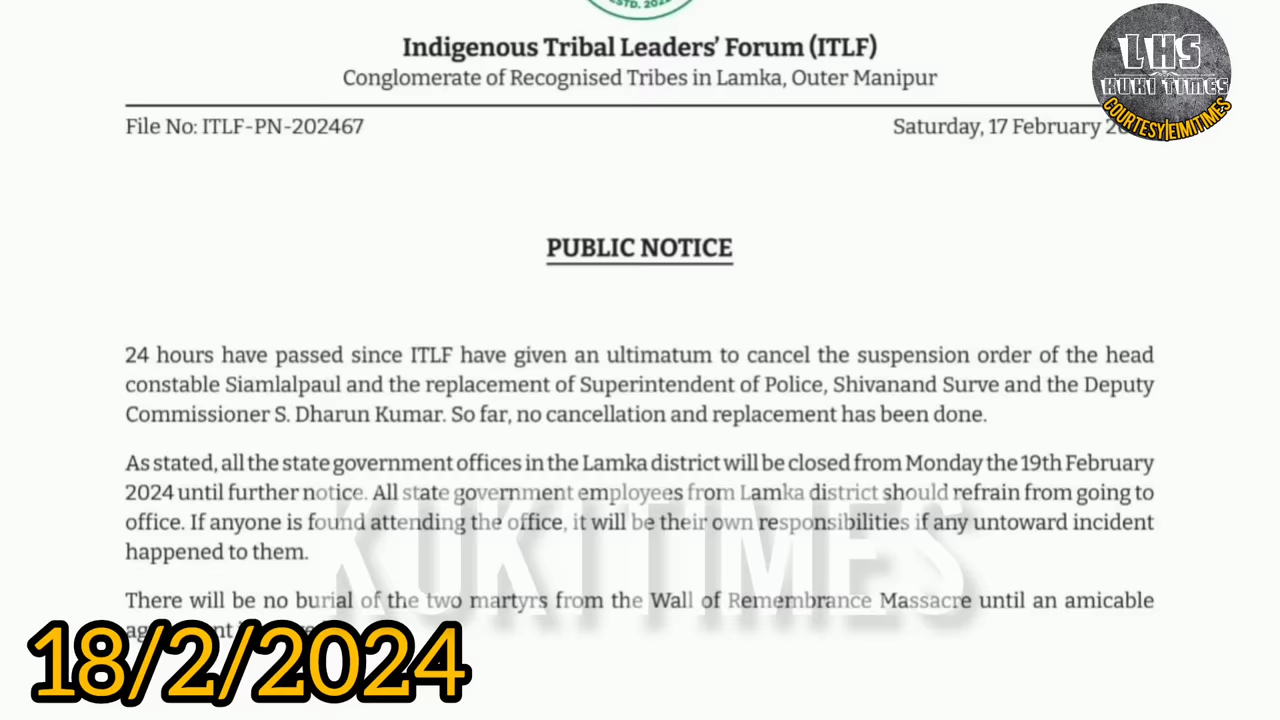 ESTD. 202
Indigenous Tribal Leaders' Forum (ITLF)
Conglomerate of Recognised Tribes in Lamka, Outer Manipur
LHS
KUKI TIMES
COURTESY|EIMITIMES
File No: ITLF-PN-202467
Saturday, 17 February
PUBLIC NOTICE
24 hours have passed since ITLF have given an ultimatum to cancel the suspension order of the head
constable Siamlalpaul and the replacement of Superintendent of Police, Shivanand Surve and the Deputy
Commissioner S. Dharun Kumar. So far, no cancellation and replacement has been done.
As stated, all the state government offices in the Lamka district will be closed from Monday the 19th February
2024 until further notice. All state government employees from Lamka district should refrain from going to
office. If anyone is found attending the office, it will be their own responsibilities if any untoward incident
happened to them.
KUKI TIMES
There will be no burial of the two martyrs from the Wall of Remembrance Massacre until an amicable
18/2/2024